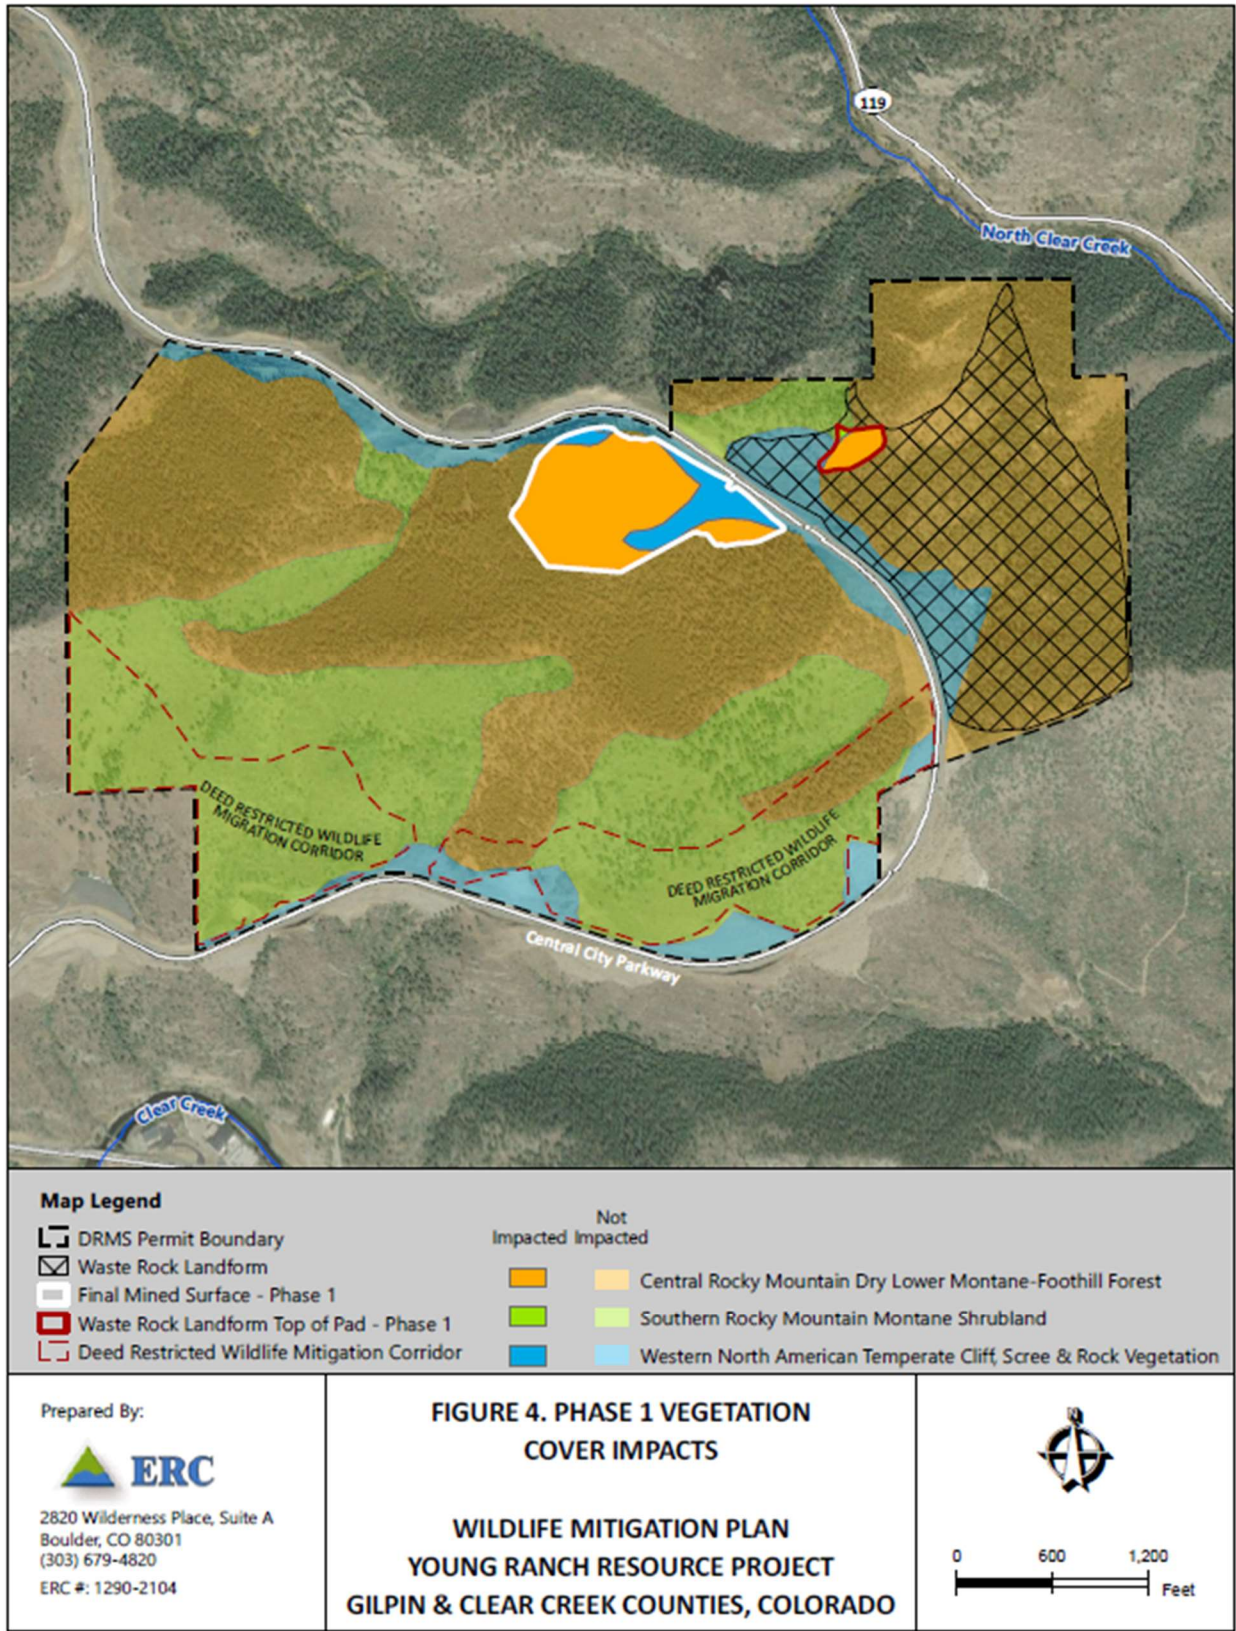 119
North Clear Creek
DEED RESTRICTED WILDLIFE
MIGRATION CORRIDOR
DEED RESTRICTED WILDLIFE
MIGRATION CORRIDOR
Central City Parkway
Clear Creek
Map Legend
DRMS Permit Boundary
Waste Rock Landform
Final Mined Surface - Phase 1
Waste Rock Landform Top of Pad - Phase 1
Deed Restricted Wildlife Mitigation Corridor
Not
Impacted Impacted
Central Rocky Mountain Dry Lower Montane-Foothill Forest
Southern Rocky Mountain Montane Shrubland
Western North American Temperate Cliff, Scree & Rock Vegetation
Prepared By:
ERC
2820 Wilderness Place, Suite A
Boulder, CO 80301
(303) 679-4820
ERC #: 1290-2104
FIGURE 4. PHASE 1 VEGETATION
COVER IMPACTS
WILDLIFE MITIGATION PLAN
YOUNG RANCH RESOURCE PROJECT
GILPIN & CLEAR CREEK COUNTIES, COLORADO
N
0 600 1,200
Feet